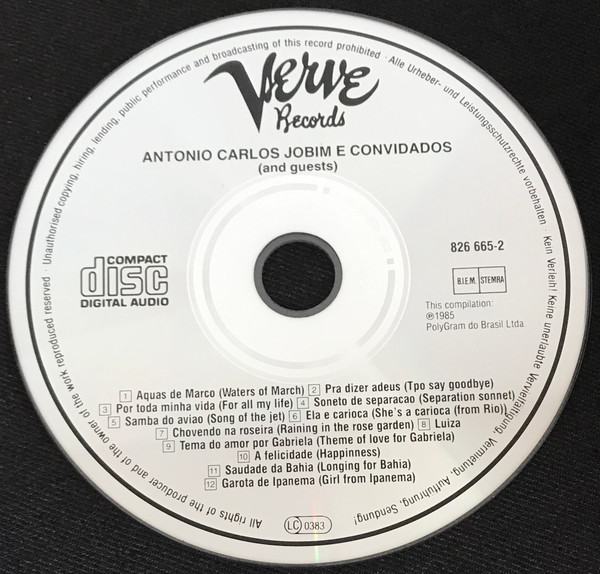 Unauthorised copying, hiring, lending, public performance and broadcasting of this record prohibited · Alle Urheber- und Leistungsschutzrechte vorbehalten · Kein Verleih! Keine unerlaubte Vervielfältigung, Vermietung, Aufführung, Sendung!
Verve
Records
ANTONIO CARLOS JOBIM E CONVIDADOS
(and guests)
COMPACT
disc
DIGITAL AUDIO
826 665-2
B.I.E.M. STEMRA
This compilation:
℗1985
PolyGram do Brasil Ltda
1 Aquas de Marco (Waters of March) 2 Pra dizer adeus (Tpo say goodbye)
3 Por toda minha vida (For all my life) 4 Soneto de separacao (Separation sonnet)
5 Samba do aviao (Song of the jet) 6 Ela e carioca (She's a carioca (from Rio)
7 Chovendo na roseira (Raining in the rose garden) 8 Luiza
9 Tema do amor por Gabriela (Theme of love for Gabriela)
10 A felicidade (Happinness)
11 Saudade da Bahia (Longing for Bahia)
12 Garota de Ipanema (Girl from Ipanema)
LC 0383
All rights of the producer and of the owner of the work reproduced reserved ·